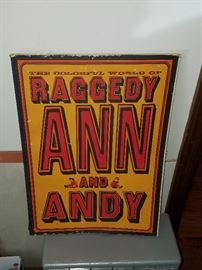 THE COLORFUL WORLD OF
RAGGEDY
ANN
AND
ANDY